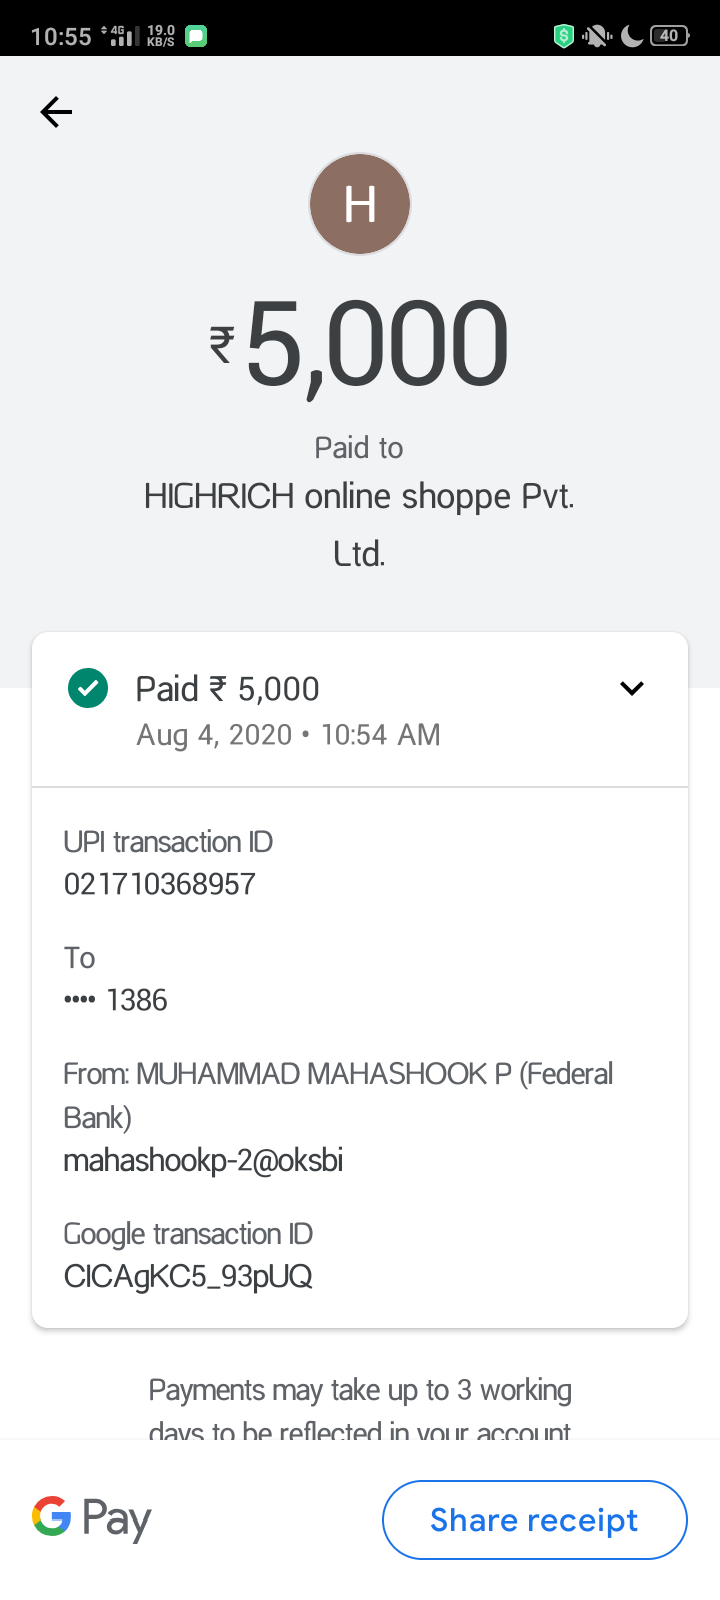 10:55 4G 19.0 KB/S 40
H
₹5,000
Paid to
HIGHRICH online shoppe Pvt.
Ltd.
Paid ₹ 5,000
Aug 4, 2020 • 10:54 AM
UPI transaction ID
021710368957
To
•••• 1386
From: MUHAMMAD MAHASHOOK P (Federal
Bank)
mahashookp-2@oksbi
Google transaction ID
CICAgKC5_93pUQ
Payments may take up to 3 working
days to be reflected in your account
G Pay
Share receipt